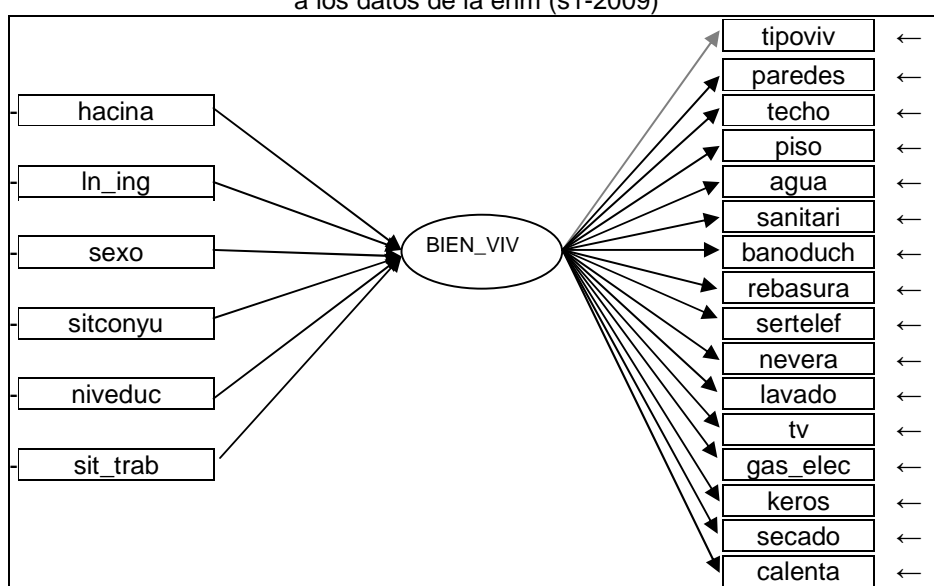 a los datos de la enm (s1-2009)
hacina
ln_ing
sexo
sitconyu
niveduc
sit_trab
BIEN_VIV
tipoviv
paredes
techo
piso
agua
sanitari
banoduch
rebasura
sertelef
nevera
lavado
tv
gas_elec
keros
secado
calenta